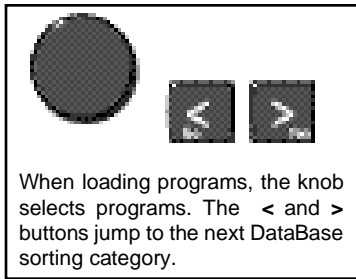 < >
When loading programs, the knob
selects programs. The < and >
buttons jump to the next DataBase
sorting category.